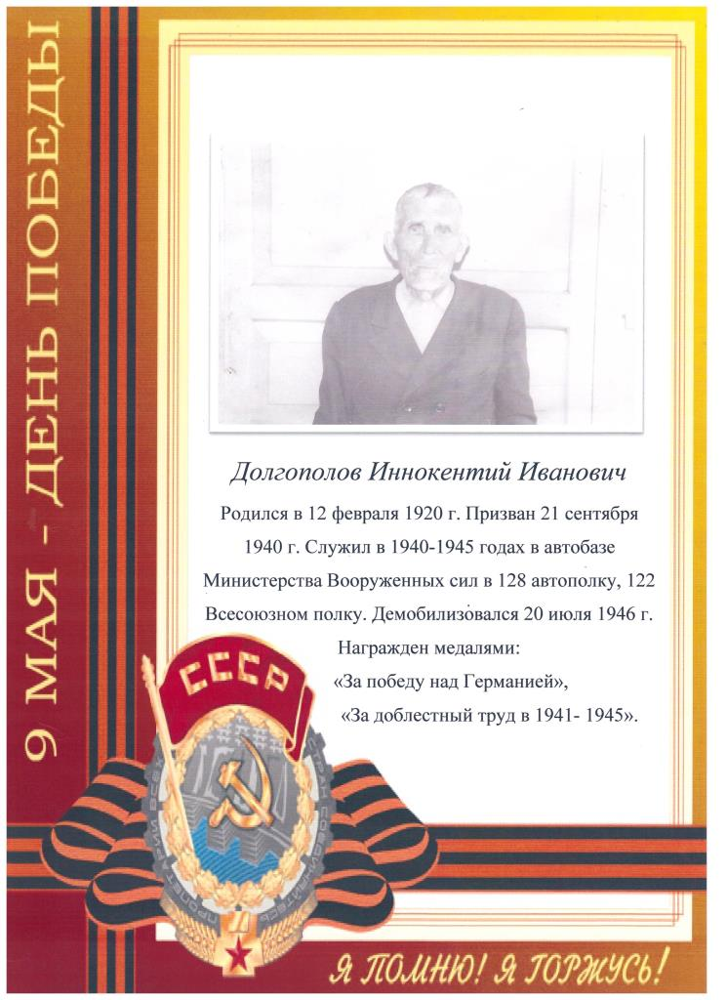 9 МАЯ - ДЕНЬ ПОБЕДЫ
Долгополов Иннокентий Иванович
Родился в 12 февраля 1920 г. Призван 21 сентября
1940 г. Служил в 1940-1945 годах в автобазе
Министерства Вооруженных сил в 128 автополку, 122
Всесоюзном полку. Демобилизовался 20 июля 1946 г.
Награжден медалями:
«За победу над Германией»,
«За доблестный труд в 1941- 1945».
СССР
Я ПОМНЮ! Я ГОРЖУСЬ!